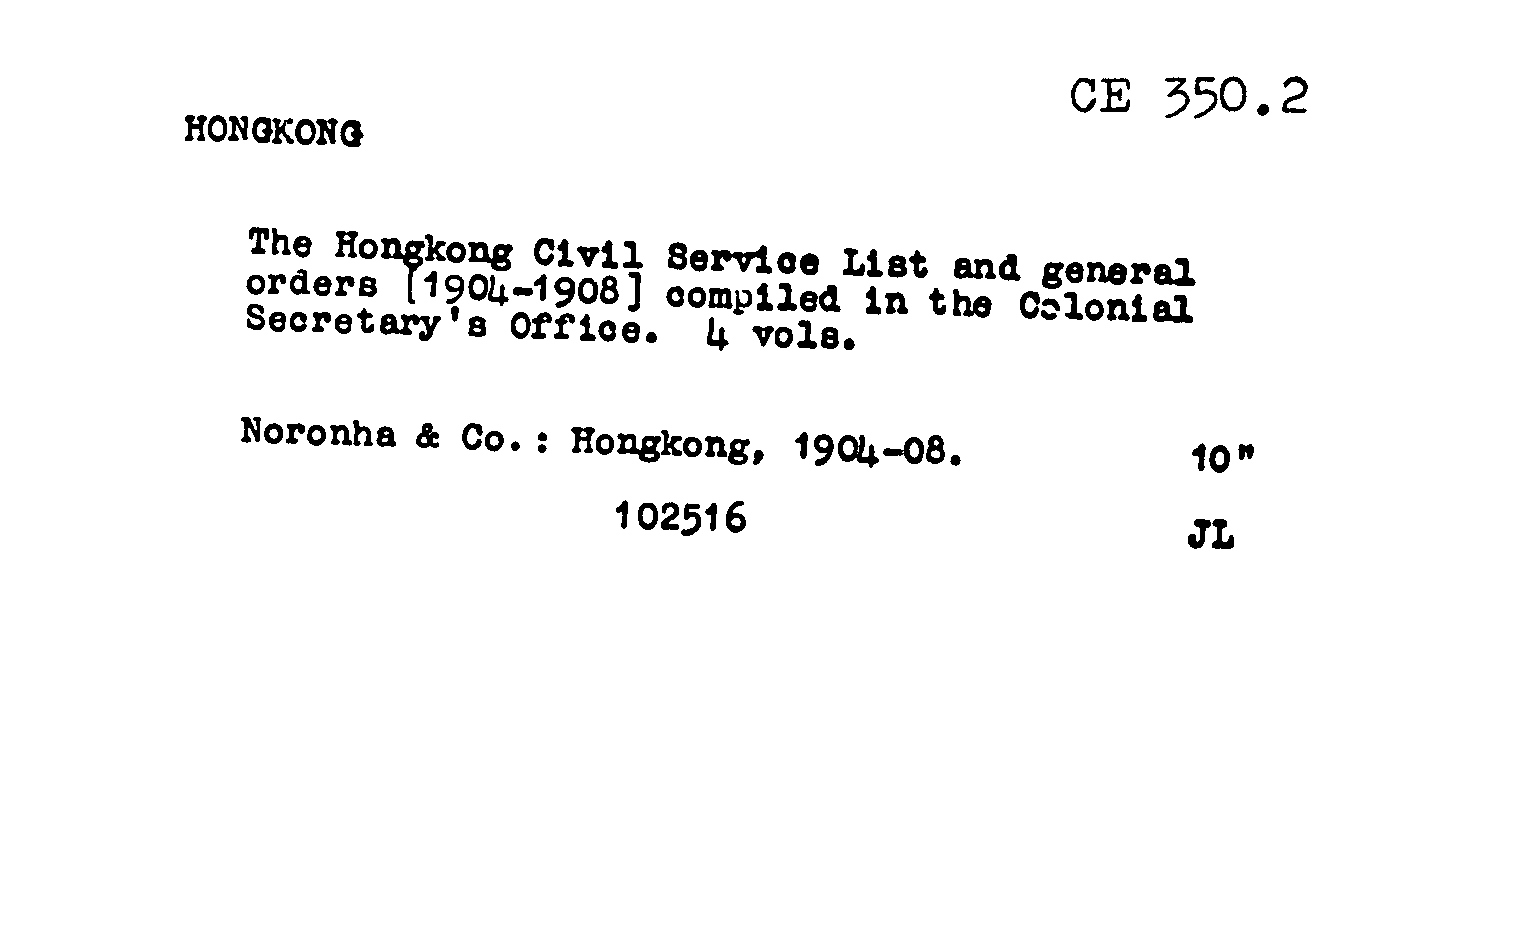 CE 350.2
HONGKONG
The Hongkong Civil Service List and general
orders [1904-1908] compiled in the Colonial
Secretary's Office. 4 vols.
Noronha & Co.: Hongkong, 1904-08. 10"
102516
JL